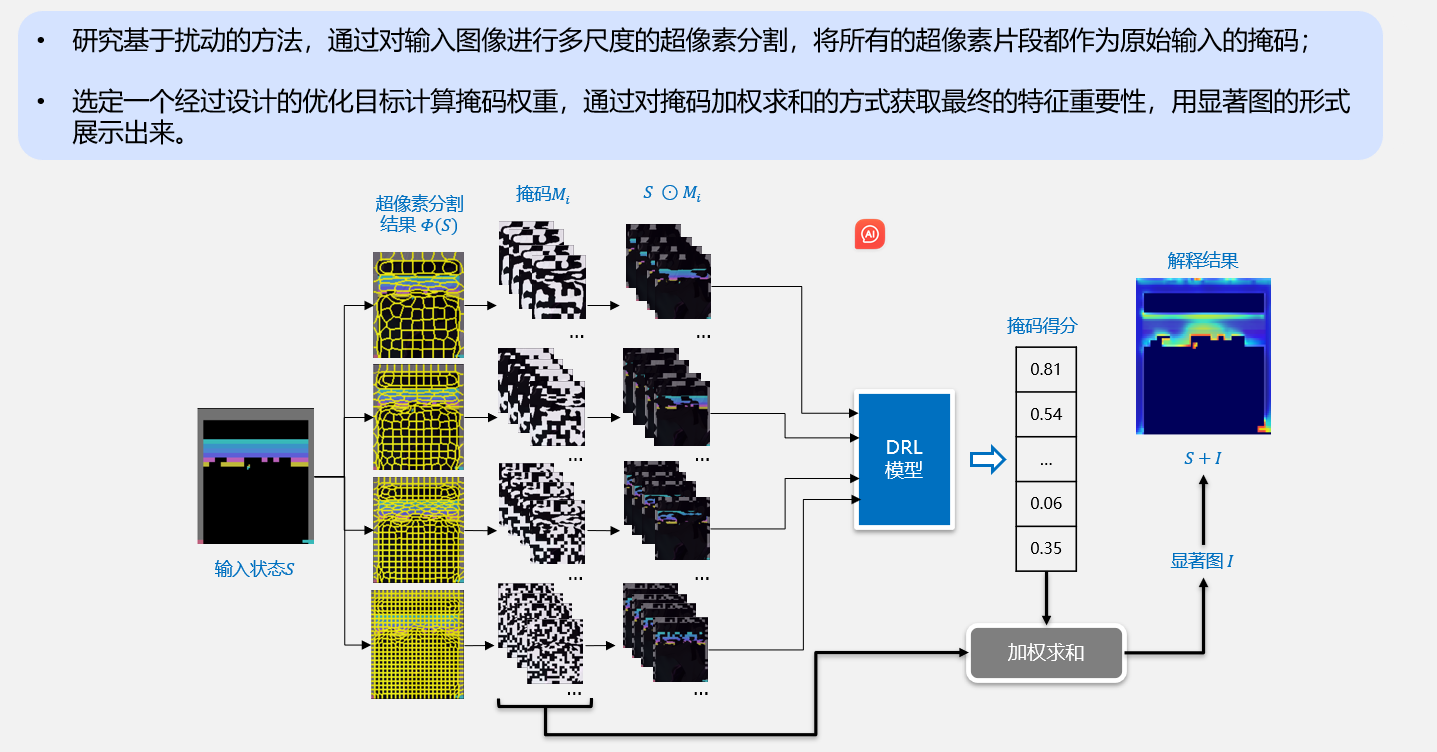 • 研究基于扰动的方法，通过对输入图像进行多尺度的超像素分割，将所有的超像素片段都作为原始输入的掩码；
• 选定一个经过设计的优化目标计算掩码权重，通过对掩码加权求和的方式获取最终的特征重要性，用显著图的形式
展示出来。
超像素分割
结果 Φ(S)
掩码Mᵢ
S ⊙ Mᵢ
AI
解释结果
掩码得分
0.81
0.54
...
0.06
0.35
...
...
...
...
...
...
...
...
DRL
模型
S + I
输入状态S
显著图 I
加权求和